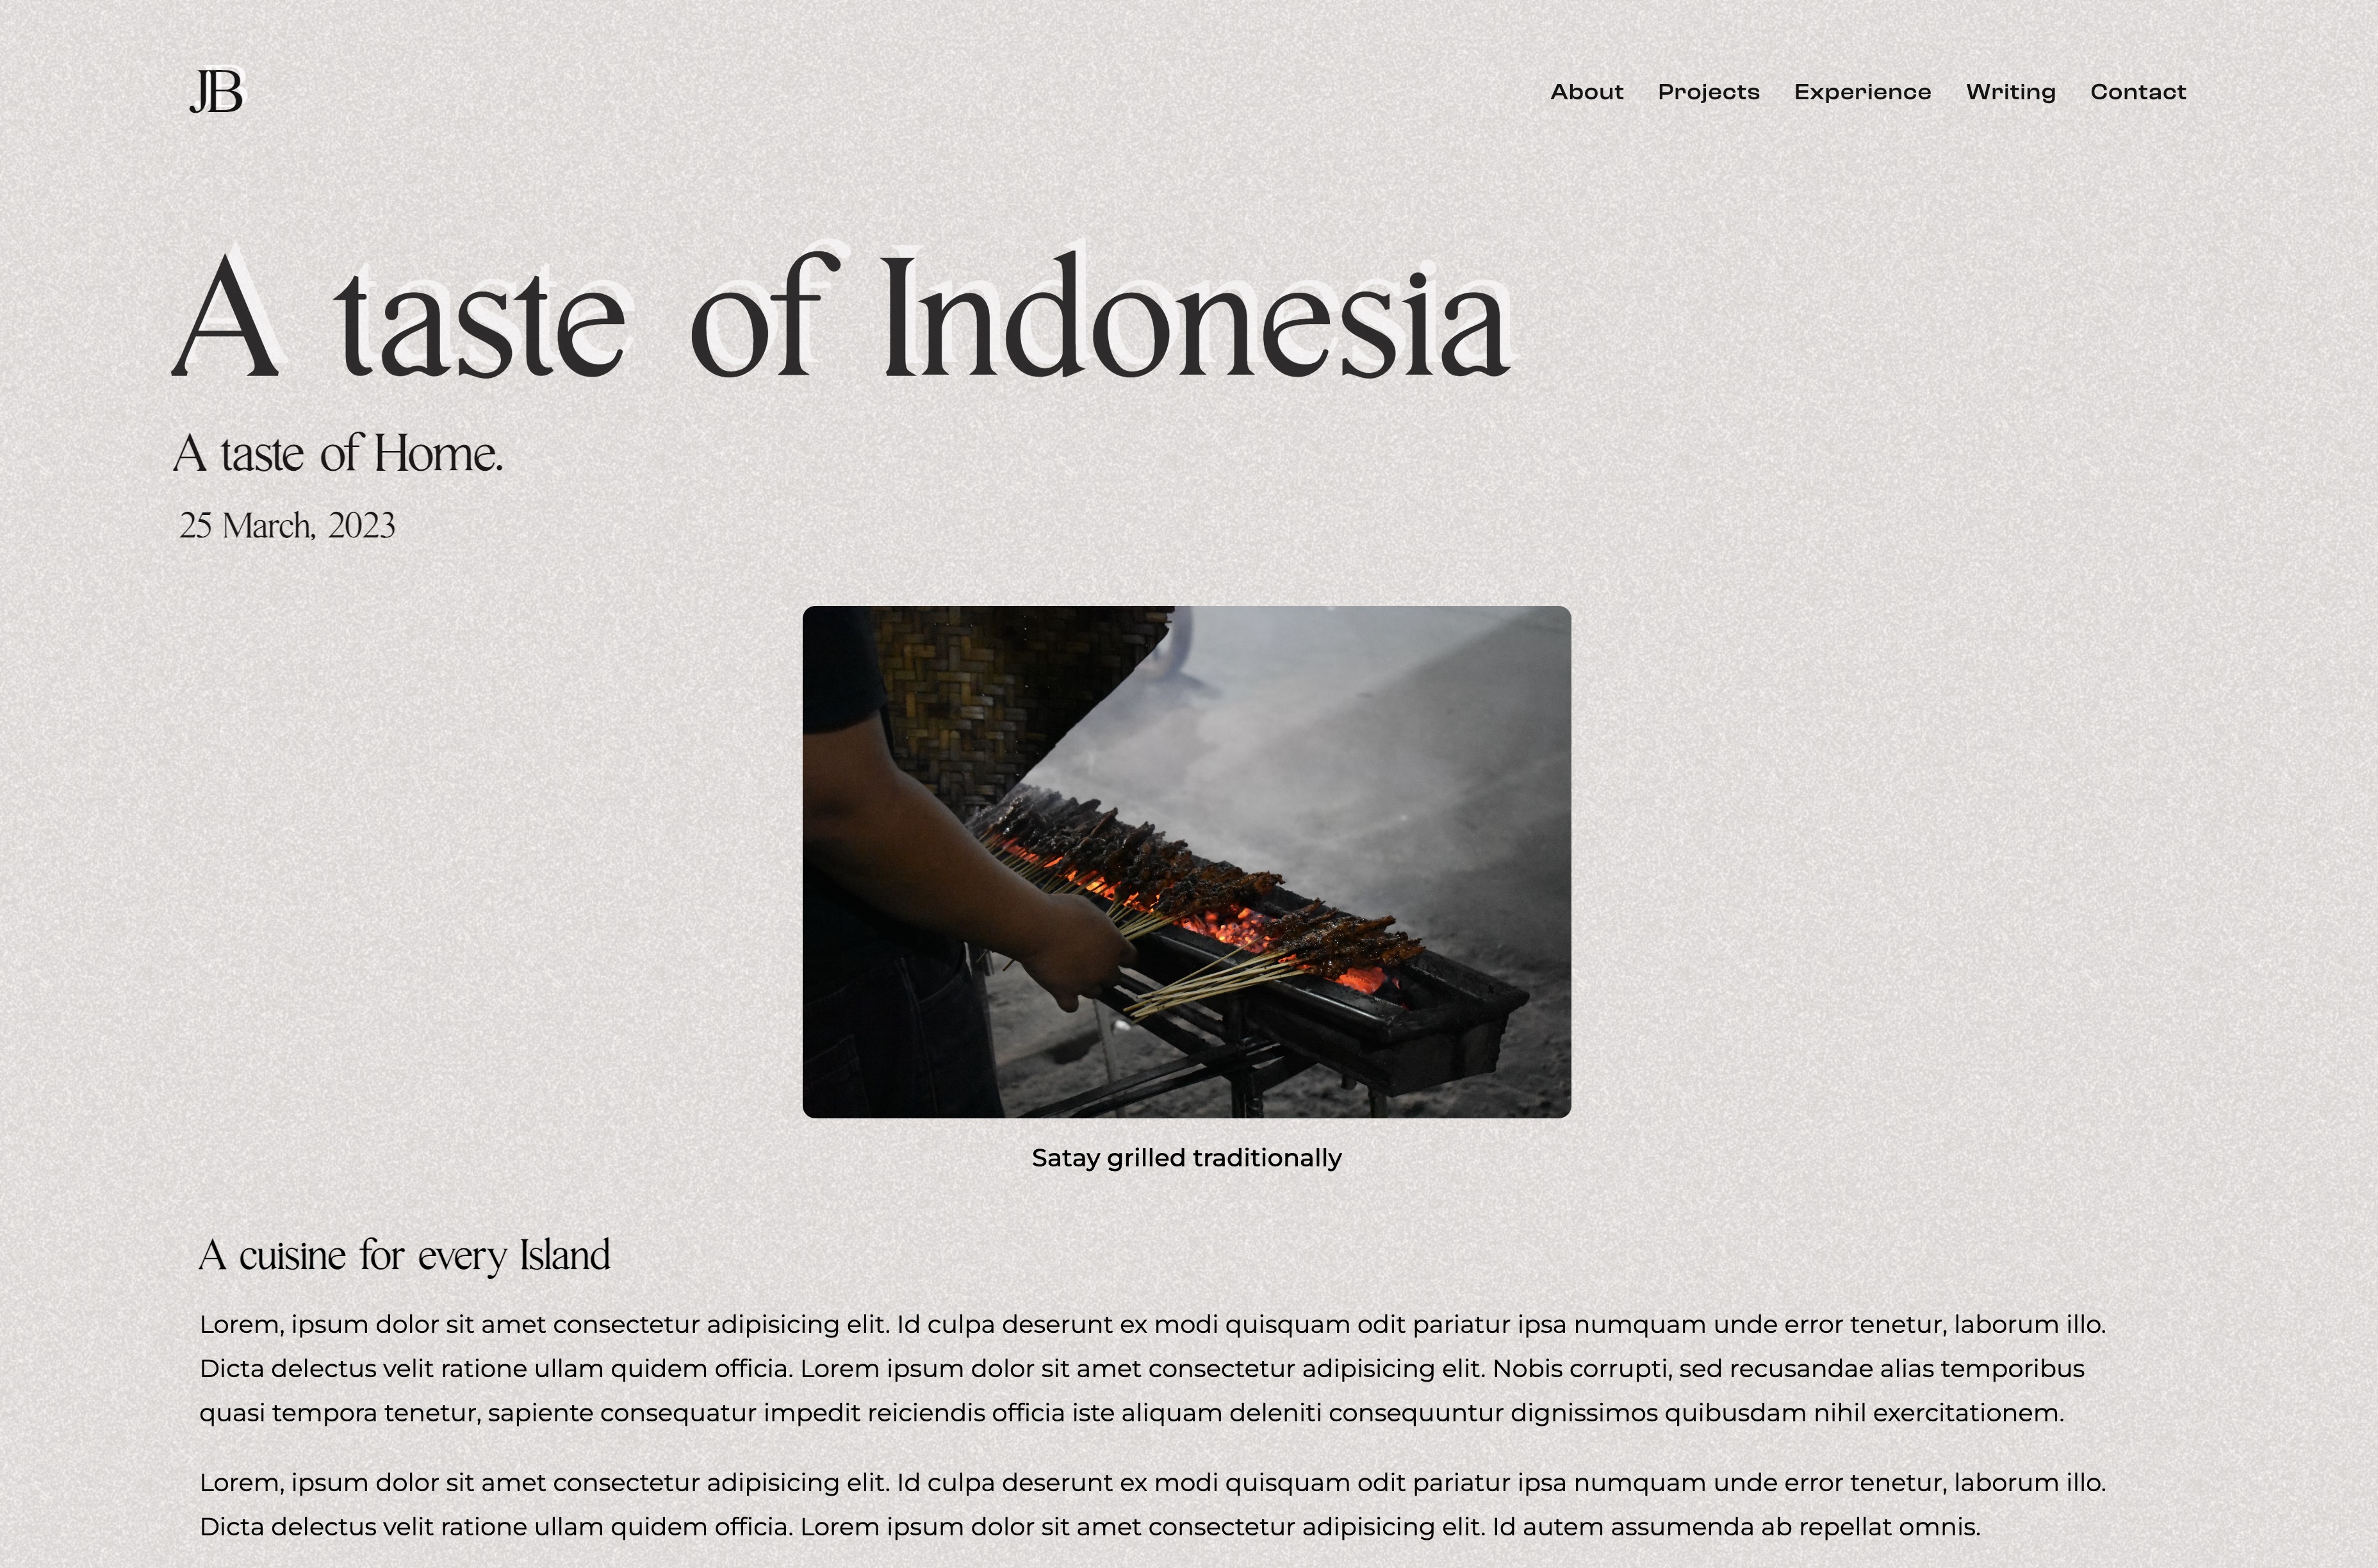 JB
About Projects Experience Writing Contact
A taste of Indonesia
A taste of Home.
25 March, 2023
Satay grilled traditionally
A cuisine for every Island
Lorem, ipsum dolor sit amet consectetur adipisicing elit. Id culpa deserunt ex modi quisquam odit pariatur ipsa numquam unde error tenetur, laborum illo.
Dicta delectus velit ratione ullam quidem officia. Lorem ipsum dolor sit amet consectetur adipisicing elit. Nobis corrupti, sed recusandae alias temporibus
quasi tempora tenetur, sapiente consequatur impedit reiciendis officia iste aliquam deleniti consequuntur dignissimos quibusdam nihil exercitationem.
Lorem, ipsum dolor sit amet consectetur adipisicing elit. Id culpa deserunt ex modi quisquam odit pariatur ipsa numquam unde error tenetur, laborum illo.
Dicta delectus velit ratione ullam quidem officia. Lorem ipsum dolor sit amet consectetur adipisicing elit. Id autem assumenda ab repellat omnis.